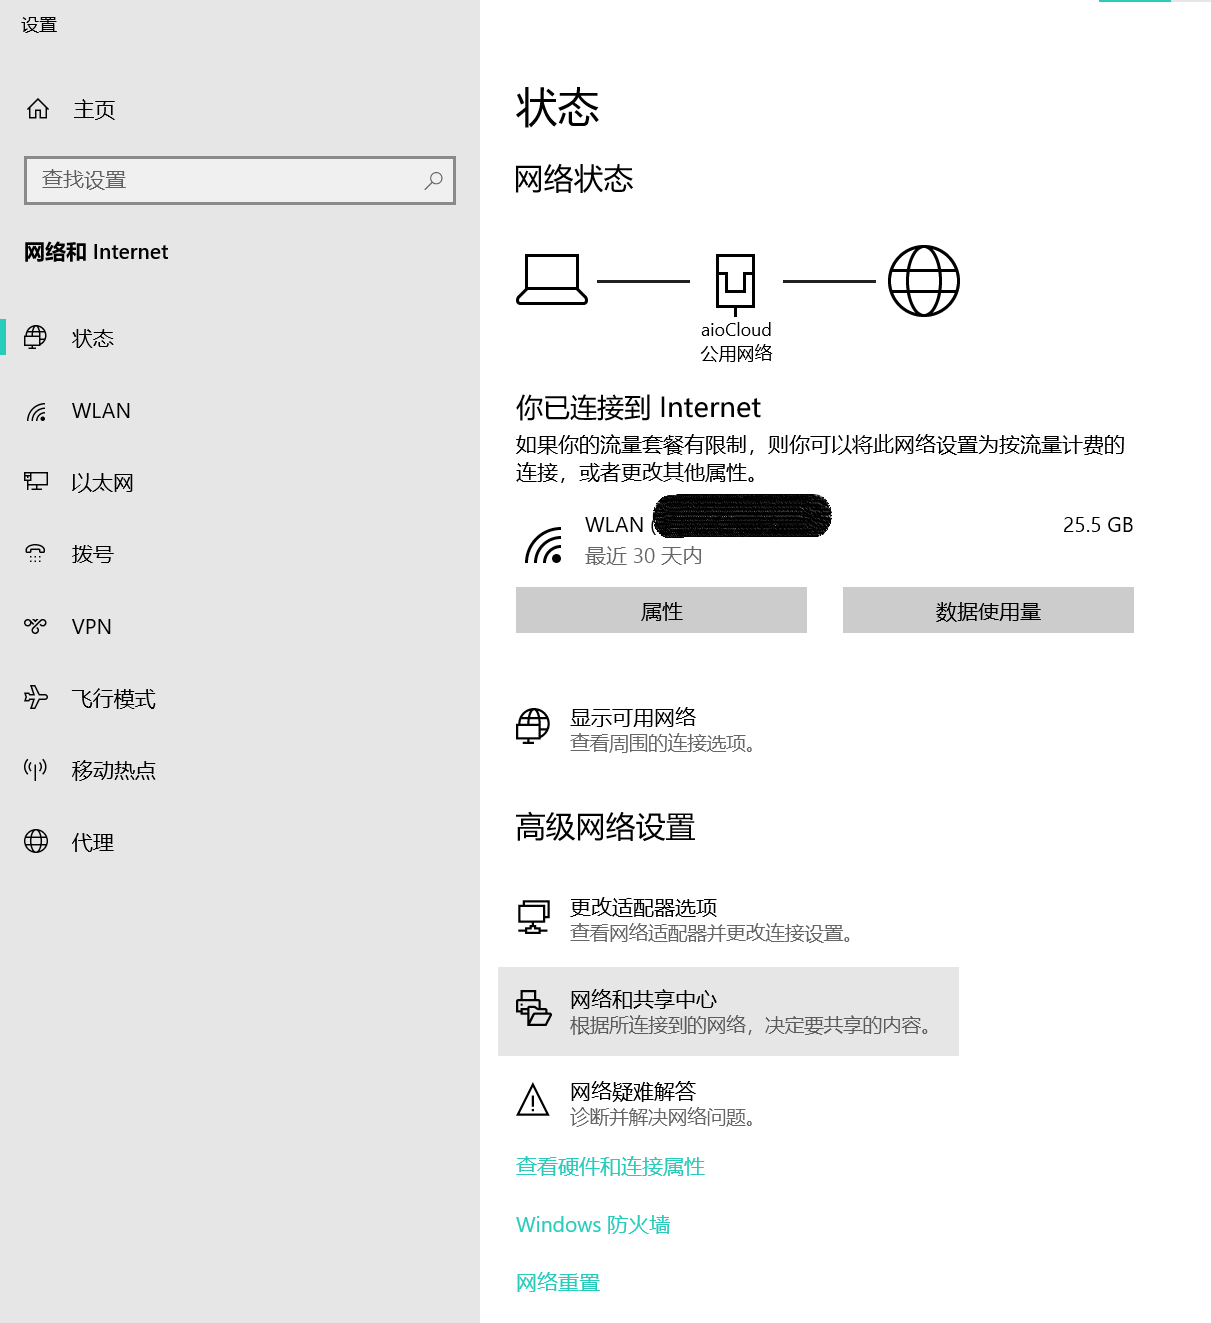 设置
主页
查找设置
网络和 Internet
状态
WLAN
以太网
拨号
VPN
飞行模式
移动热点
代理
状态
网络状态
aioCloud
公用网络
你已连接到 Internet
如果你的流量套餐有限制，则你可以将此网络设置为按流量计费的
连接，或者更改其他属性。
WLAN (
25.5 GB
最近 30 天内
属性
数据使用量
显示可用网络
查看周围的连接选项。
高级网络设置
更改适配器选项
查看网络适配器并更改连接设置。
网络和共享中心
根据所连接到的网络，决定要共享的内容。
网络疑难解答
诊断并解决网络问题。
查看硬件和连接属性
Windows 防火墙
网络重置